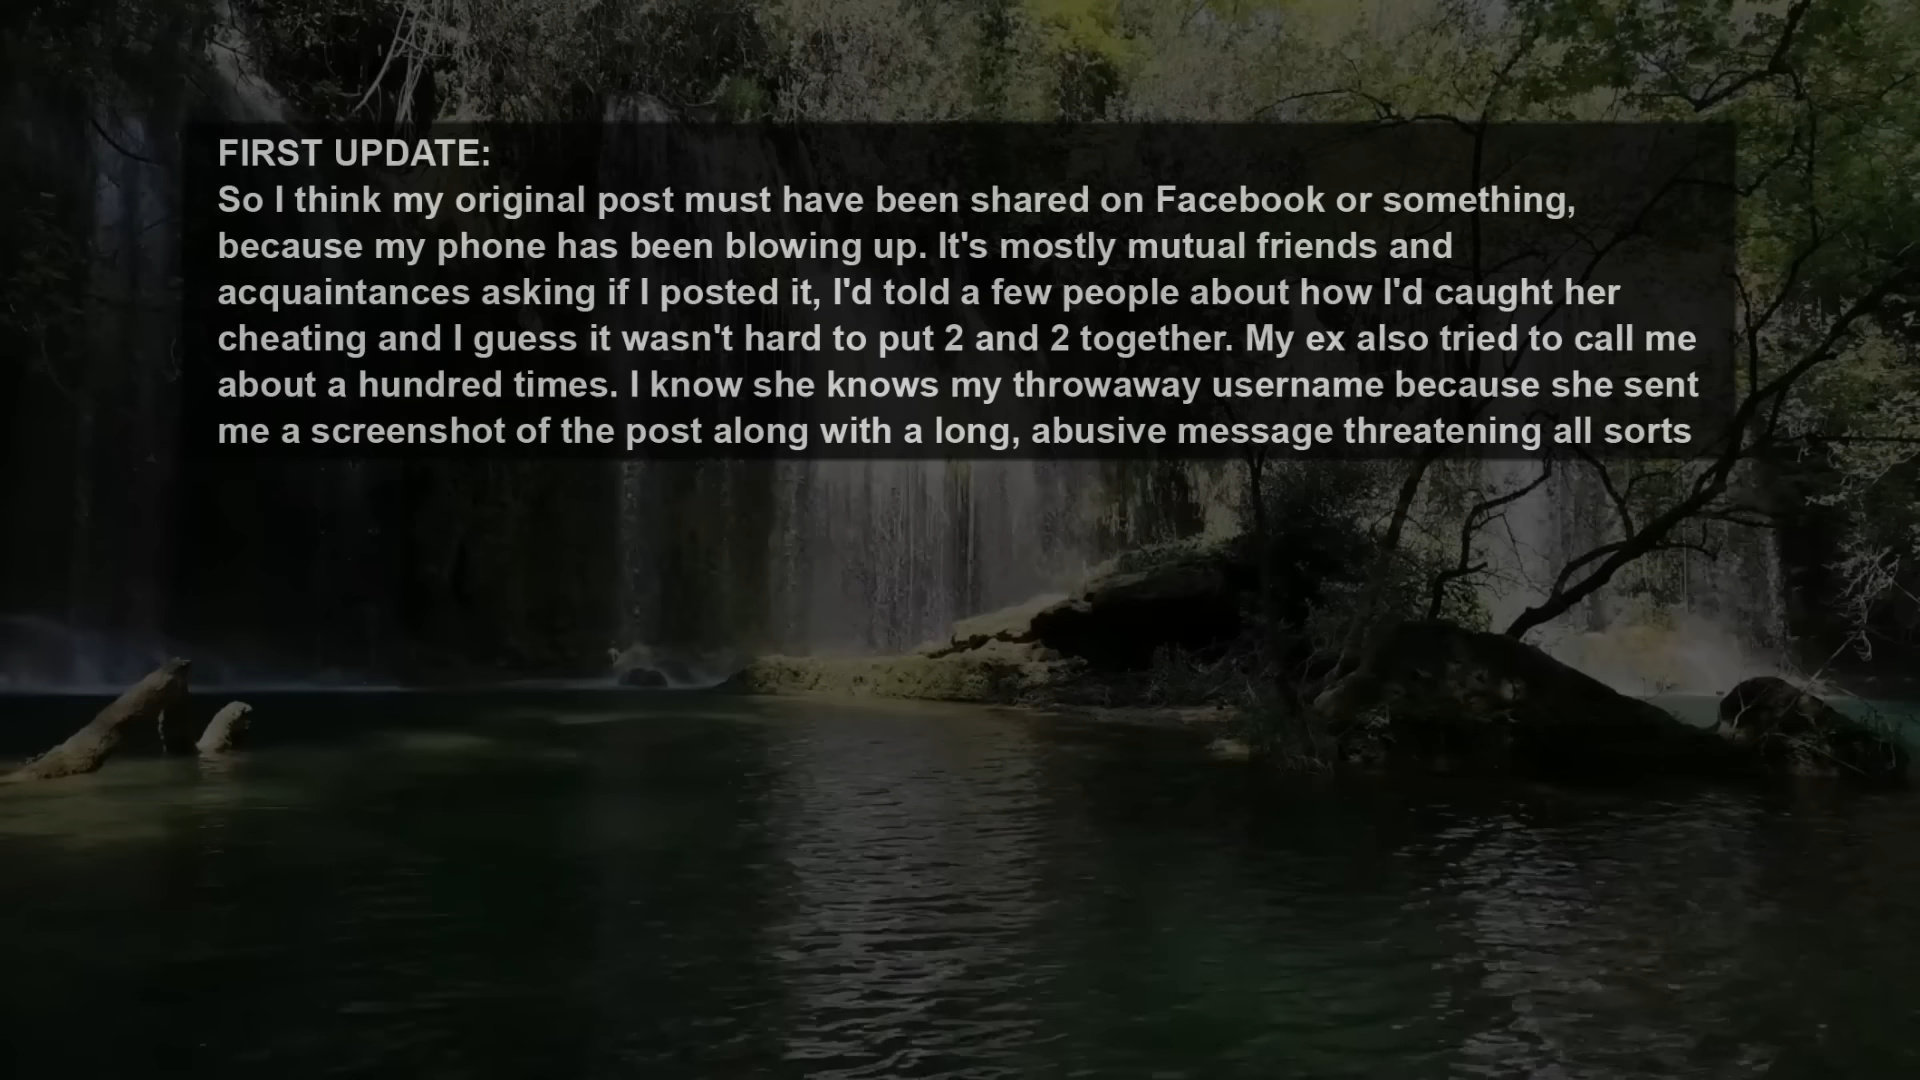 FIRST UPDATE:
So I think my original post must have been shared on Facebook or something,
because my phone has been blowing up. It's mostly mutual friends and
acquaintances asking if I posted it, I'd told a few people about how I'd caught her
cheating and I guess it wasn't hard to put 2 and 2 together. My ex also tried to call me
about a hundred times. I know she knows my throwaway username because she sent
me a screenshot of the post along with a long, abusive message threatening all sorts